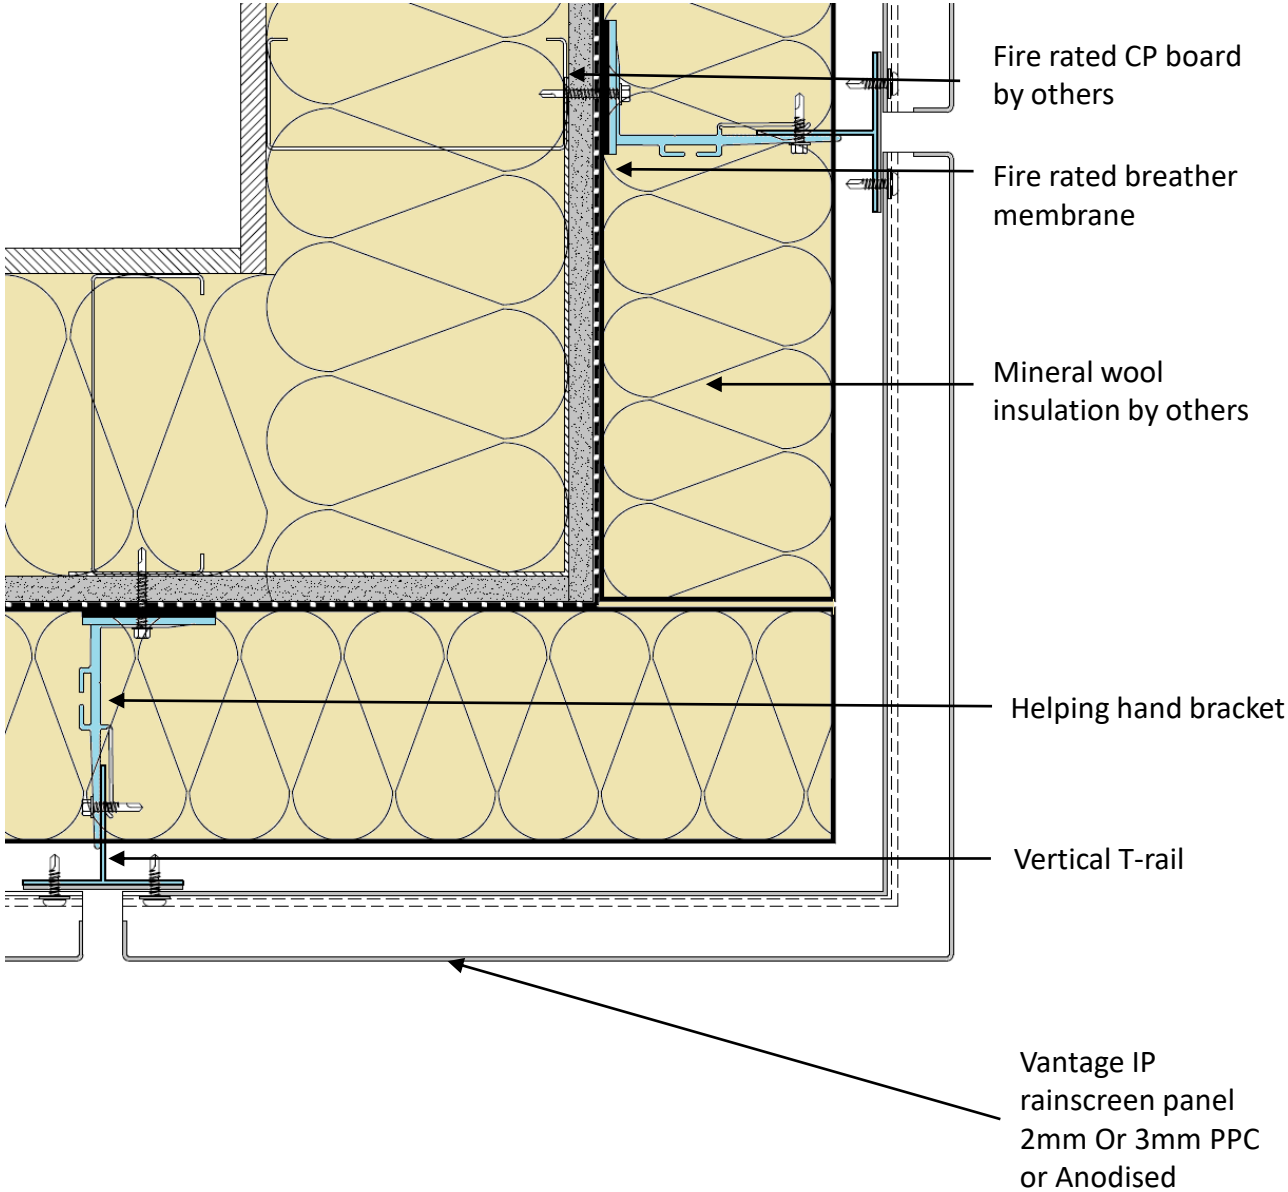 Fire rated CP board
by others
Fire rated breather
membrane
Mineral wool
insulation by others
Helping hand bracket
Vertical T-rail
Vantage IP
rainscreen panel
2mm Or 3mm PPC
or Anodised